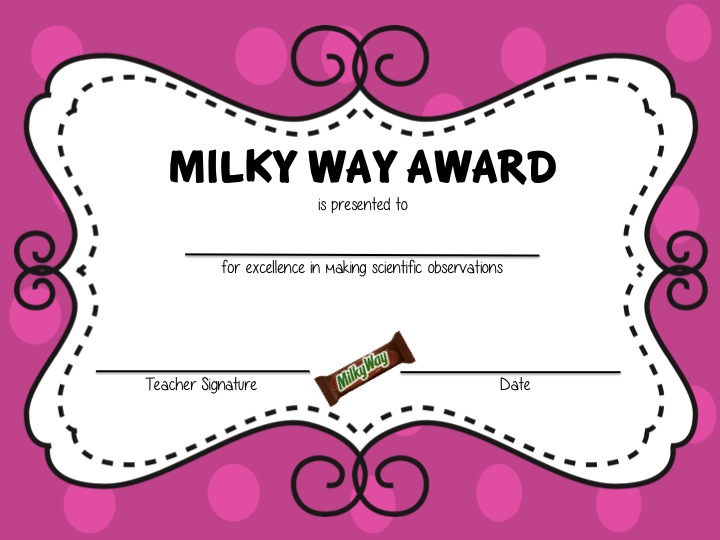 MILKY WAY AWARD
is presented to
for excellence in making scientific observations
MilkyWay
Teacher Signature
Date